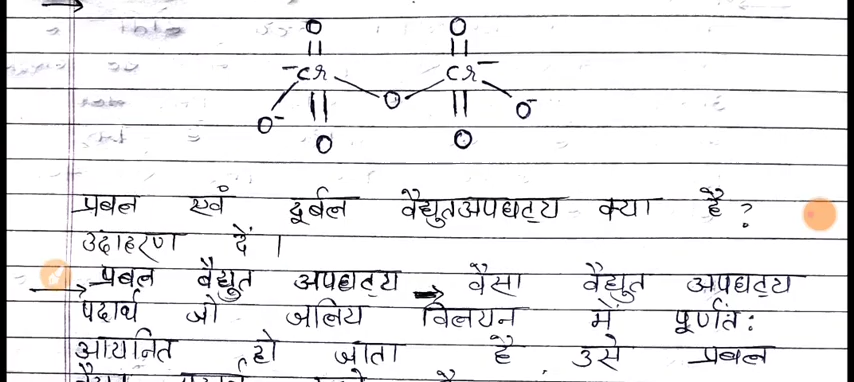 O O
|| ||
⁻Cr Cr⁻
O⁻ || O || O⁻
O O
प्रबल एवं दूर्बल वैद्युतअपघट्य क्या है?
उदाहरण दें।
→ प्रबल वैद्युत अपघट्य → वैसा वैद्युत अपघट्य
पदार्थ जो जलिय विलयन में पूर्णतः
आयनित हो जाता है, उसे प्रबल